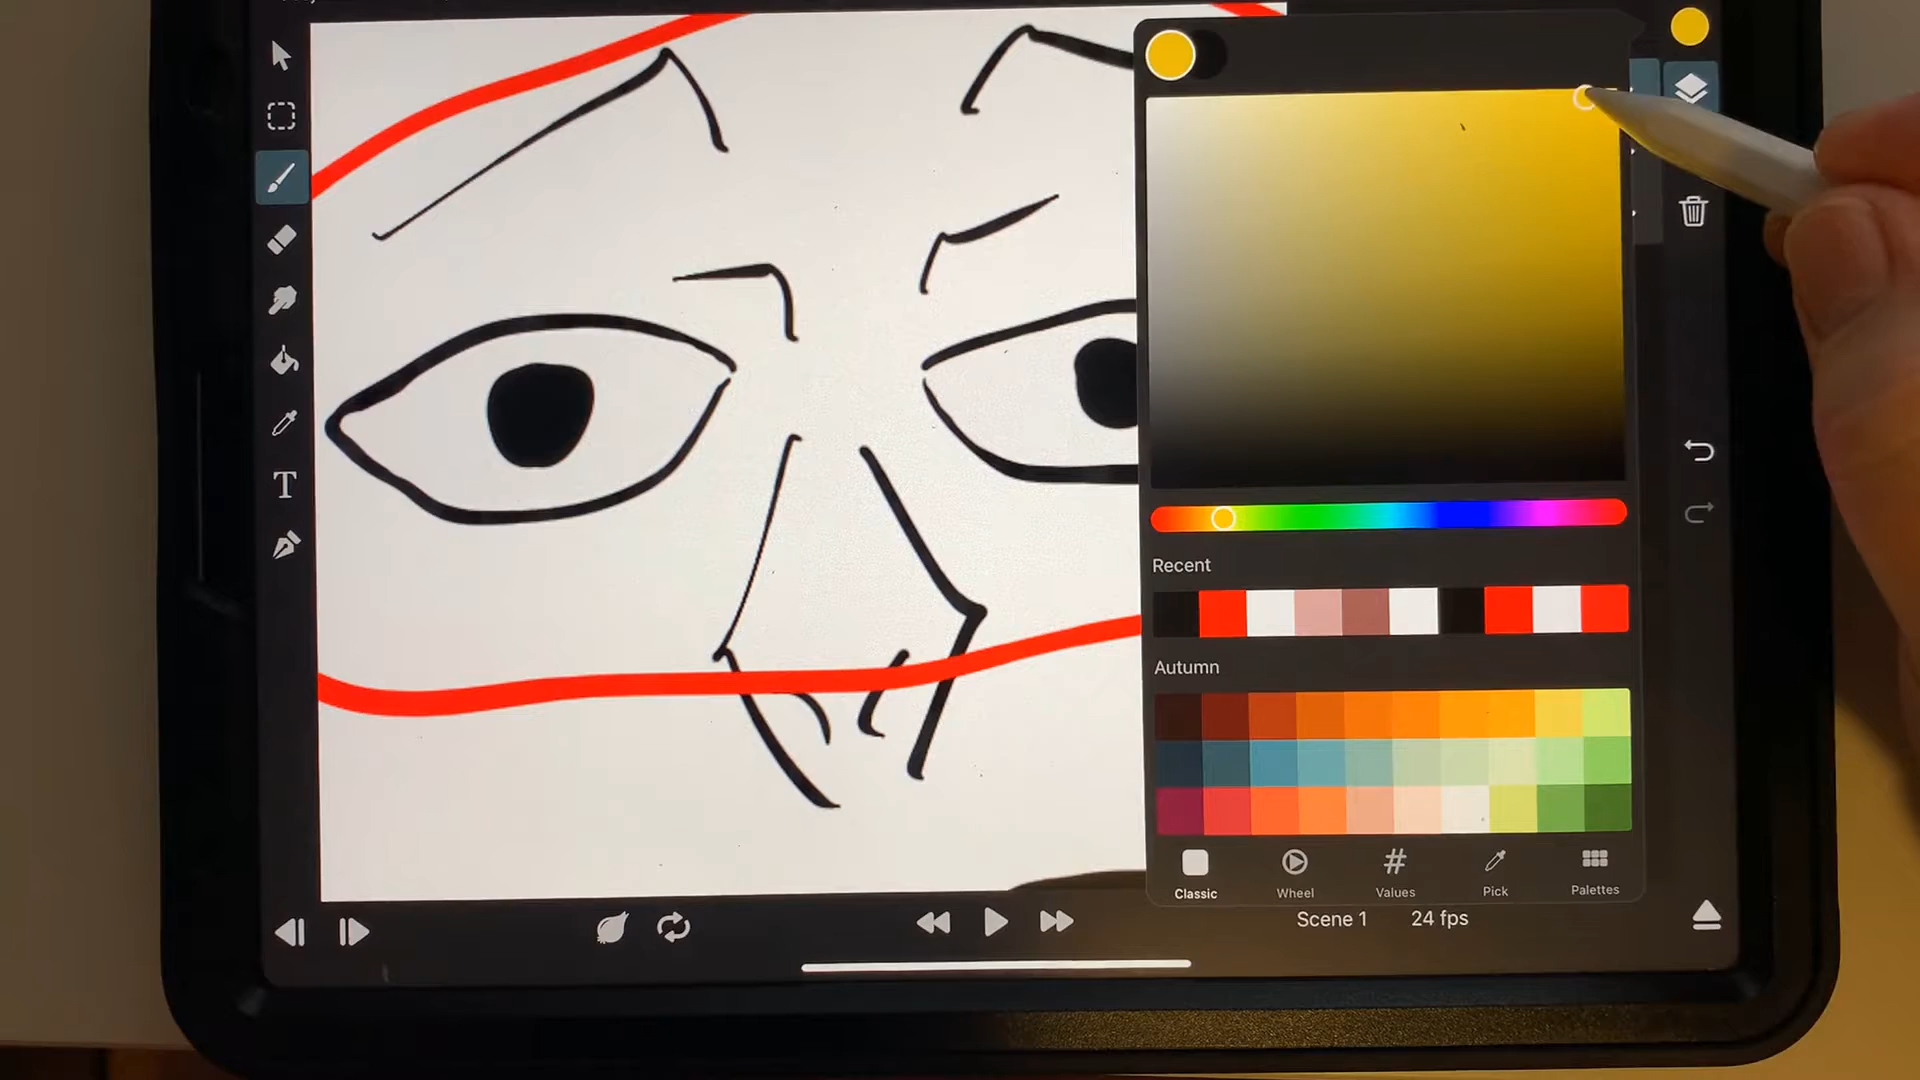 T
Recent
Autumn
#
Classic
Wheel
Values
Pick
Palettes
Scene 1
24 fps